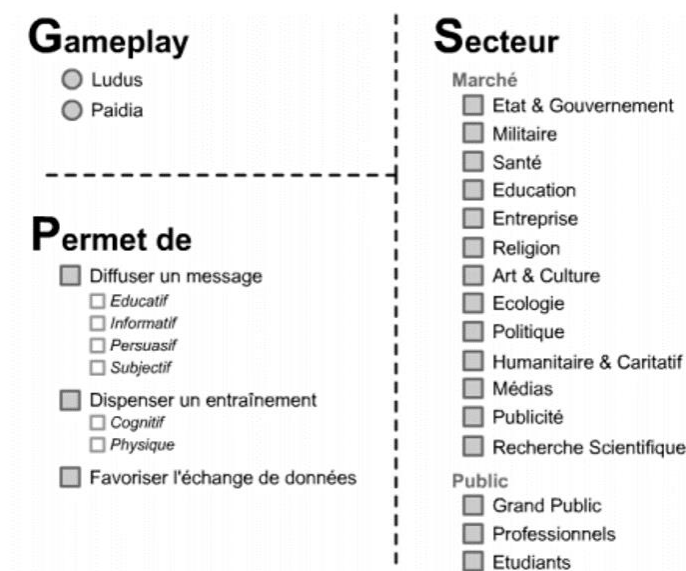 Gameplay
Ludus
Paidia
Permet de
Diffuser un message
Educatif
Informatif
Persuasif
Subjectif
Dispenser un entraînement
Cognitif
Physique
Favoriser l'échange de données
Secteur
Marché
Etat & Gouvernement
Militaire
Santé
Education
Entreprise
Religion
Art & Culture
Ecologie
Politique
Humanitaire & Caritatif
Médias
Publicité
Recherche Scientifique
Public
Grand Public
Professionnels
Etudiants